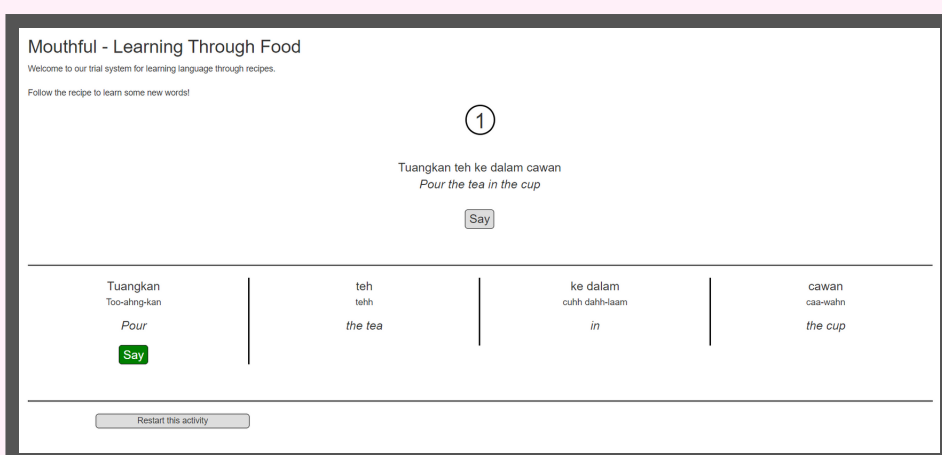 Mouthful - Learning Through Food
Welcome to our trial system for learning language through recipes.
Follow the recipe to learn some new words!
1
Tuangkan teh ke dalam cawan
Pour the tea in the cup
Say
Tuangkan
Too-ahng-kan
Pour
Say
teh
tehh
the tea
ke dalam
cuhh dahh-laam
in
cawan
caa-wahn
the cup
Restart this activity